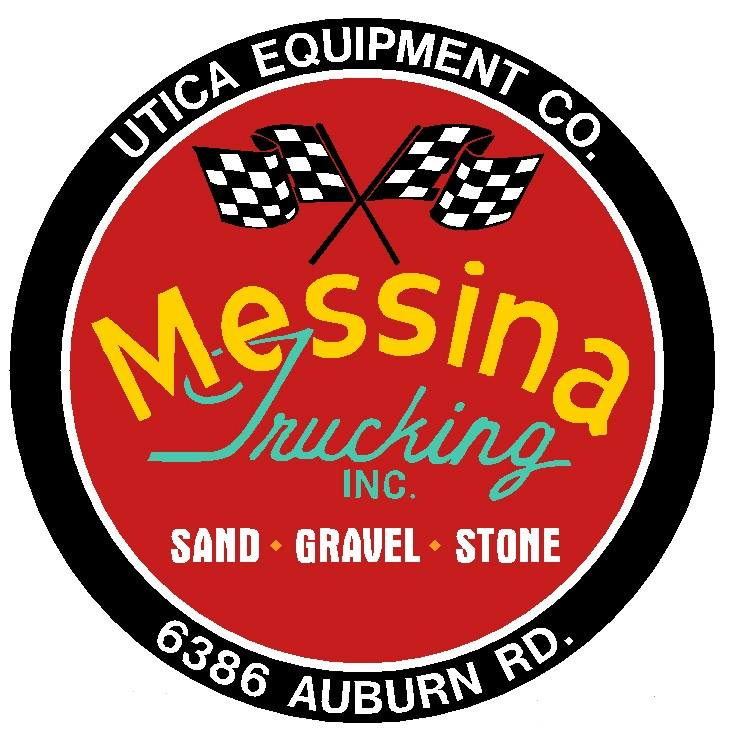 UTICA EQUIPMENT CO.
Messina
Trucking
INC.
SAND · GRAVEL · STONE
6386 AUBURN RD.